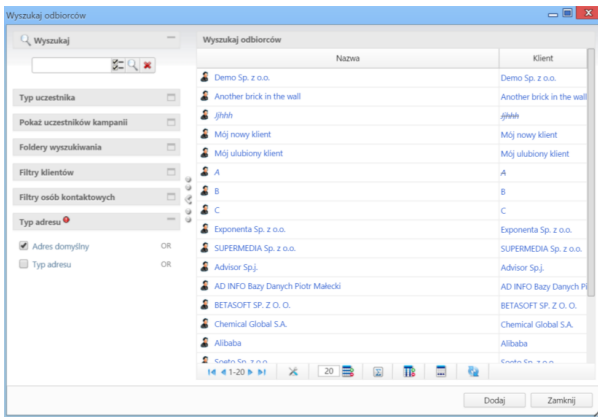 Wyszukaj odbiorców
Wyszukaj
Typ uczestnika
Pokaż uczestników kampanii
Foldery wyszukiwania
Filtry klientów
Filtry osób kontaktowych
Typ adresu
Adres domyślny OR
Typ adresu OR
Wyszukaj odbiorców
Nazwa Klient
Demo Sp. z o.o. Demo Sp. z o.o.
Another brick in the wall Another brick in the wall
Jjhhh Jjhhh
Mój nowy klient Mój nowy klient
Mój ulubiony klient Mój ulubiony klient
A A
B B
C C
Exponenta Sp. z o.o. Exponenta Sp. z o.o.
SUPERMEDIA Sp. z o.o. SUPERMEDIA Sp. z o.o.
Advisor Sp.j. Advisor Sp.j.
AD INFO Bazy Danych Piotr Małecki AD INFO Bazy Danych Pi
BETASOFT SP. Z O. O. BETASOFT SP. Z O. O.
Chemical Global S.A. Chemical Global S.A.
Alibaba Alibaba
1-20 20
Dodaj Zamknij